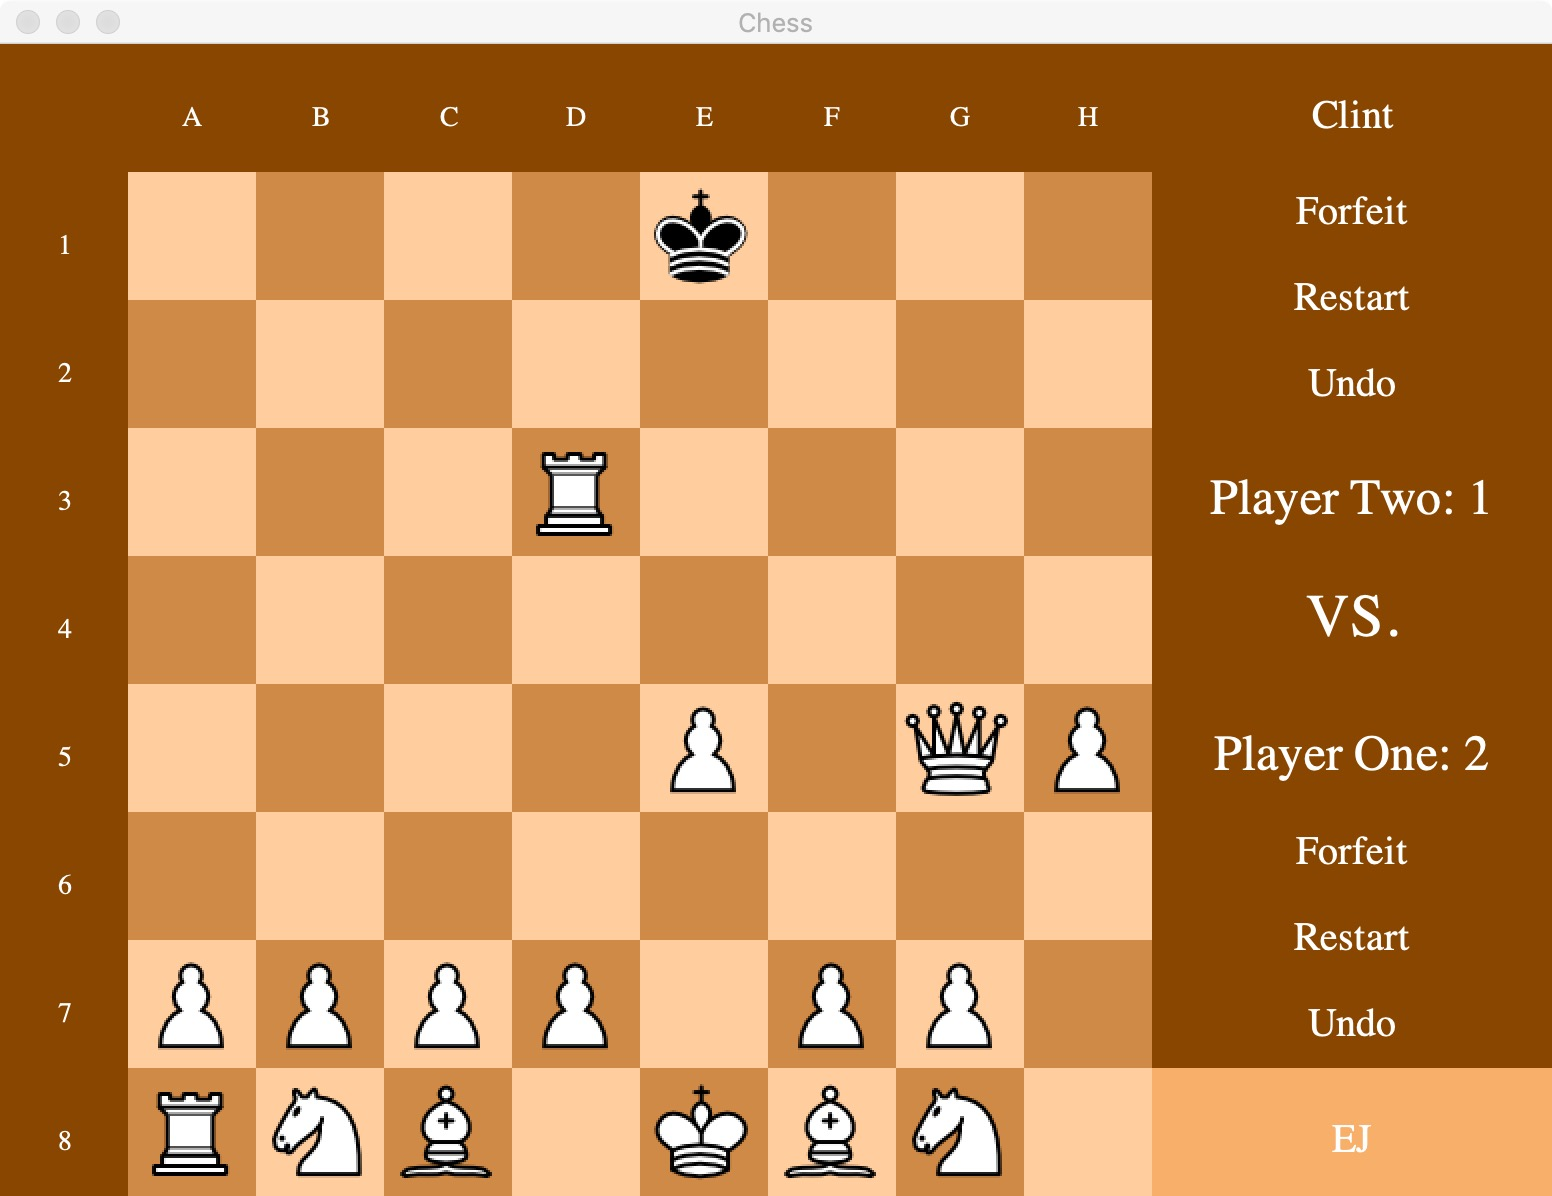 Chess
A B C D E F G H
Clint
1
Forfeit
Restart
2
Undo
3
Player Two: 1
4
VS.
5
Player One: 2
6
Forfeit
Restart
7
Undo
8
EJ